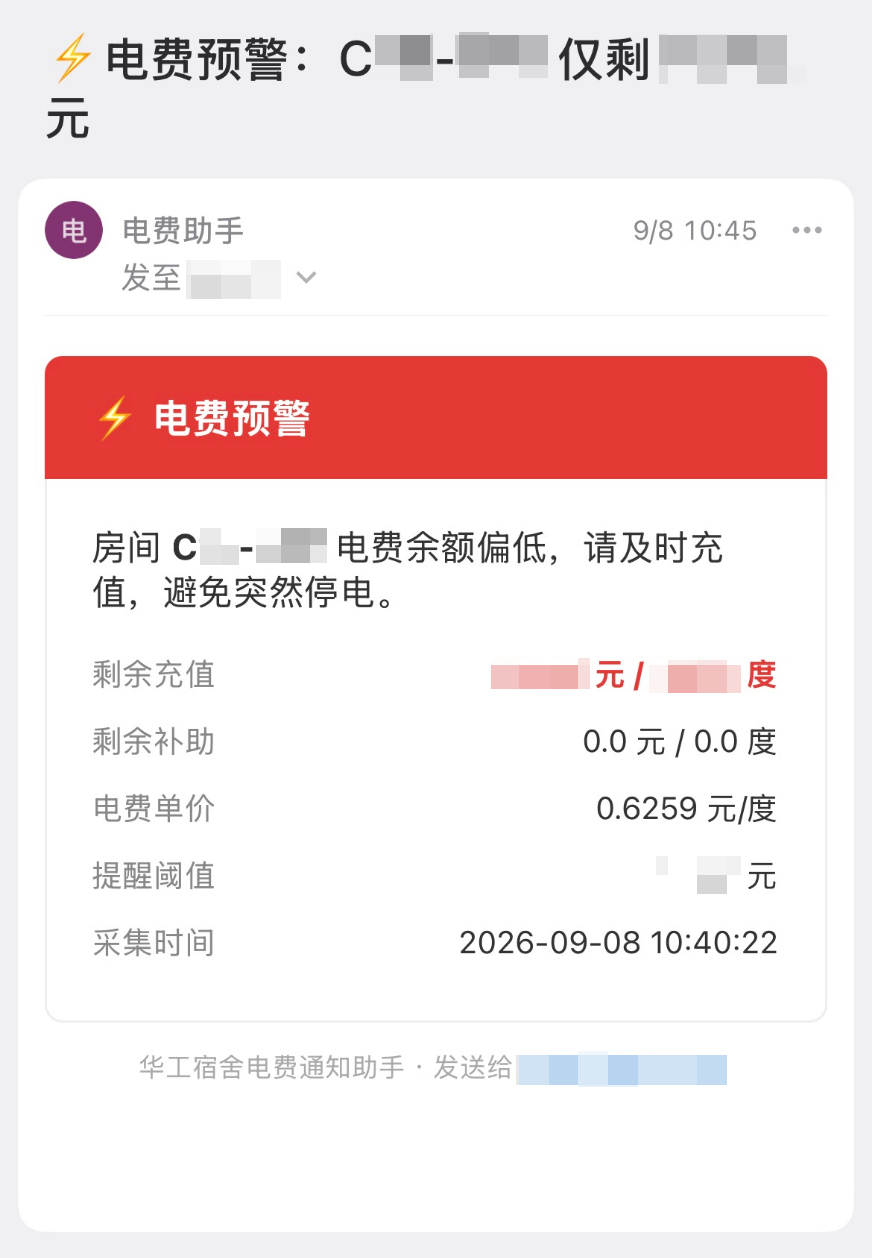 ⚡电费预警：C - 仅剩
元
电
电费助手
9/8 10:45
发至
⚡ 电费预警
房间 C - 电费余额偏低，请及时充
值，避免突然停电。
剩余充值 元 / 度
剩余补助 0.0 元 / 0.0 度
电费单价 0.6259 元/度
提醒阈值 元
采集时间 2026-09-08 10:40:22
华工宿舍电费通知助手 · 发送给